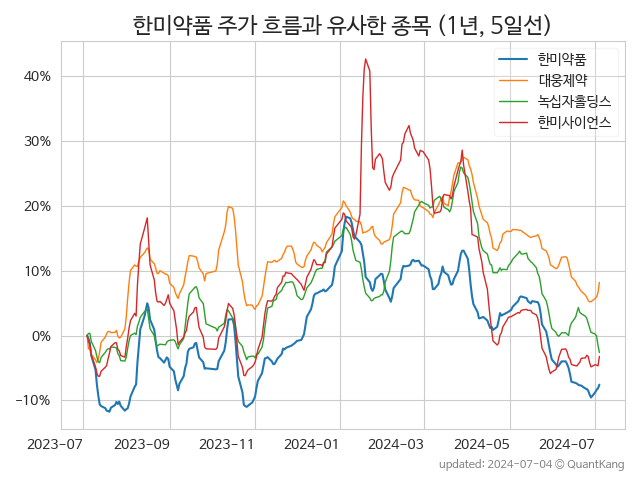 한미약품 주가 흐름과 유사한 종목 (1년, 5일선)
한미약품
대웅제약
녹십자홀딩스
한미사이언스
40%
30%
20%
10%
0%
−10%
2023-07 2023-09 2023-11 2024-01 2024-03 2024-05 2024-07
updated: 2024-07-04 © QuantKang